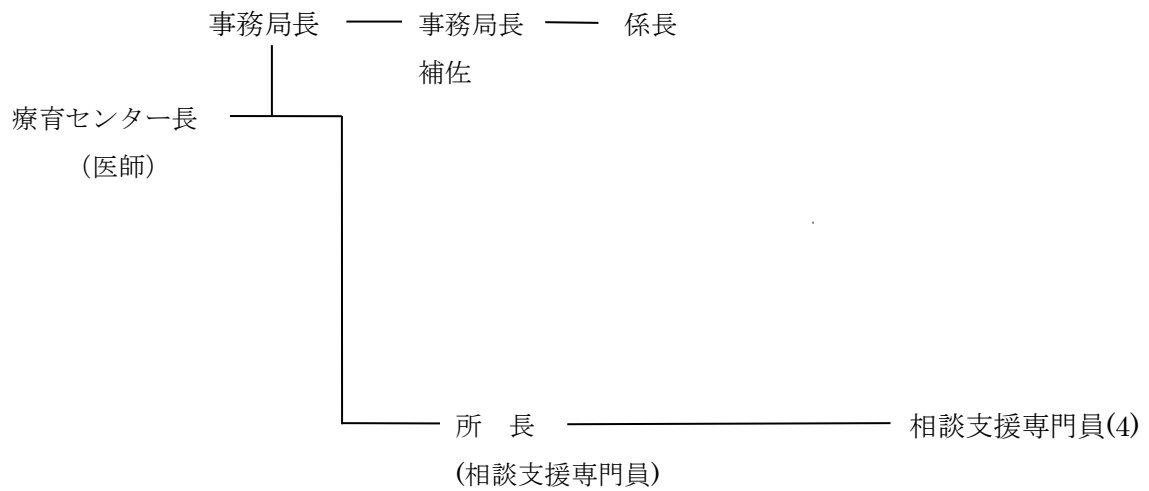 事務局長 事務局長 係長
補佐
療育センター長
（医師）
所　長 相談支援専門員(4)
(相談支援専門員)